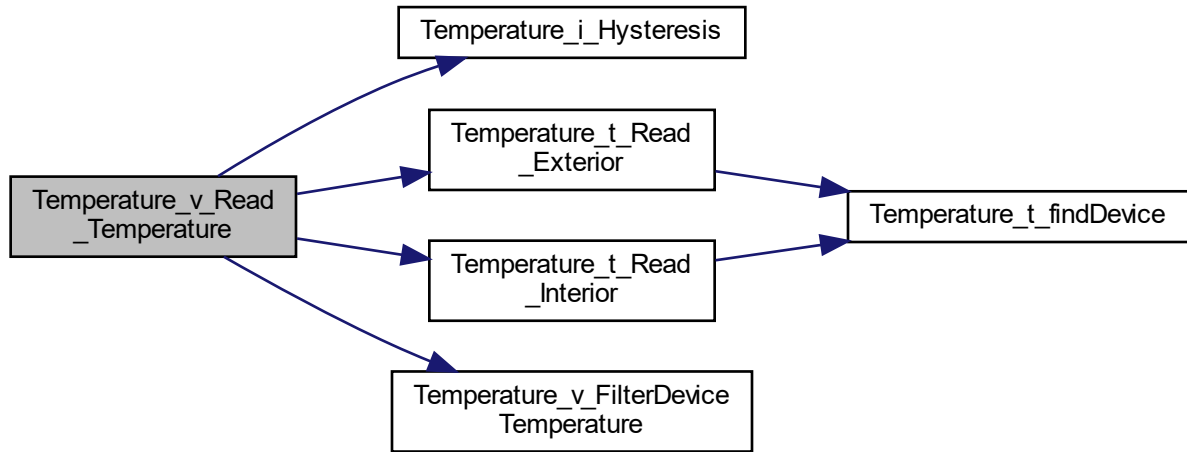 Temperature_i_Hysteresis
Temperature_t_Read
_Exterior
Temperature_v_Read
_Temperature
Temperature_t_findDevice
Temperature_t_Read
_Interior
Temperature_v_FilterDevice
Temperature